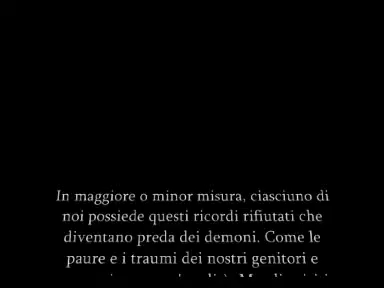 In maggiore o minor misura, ciasciuno di
noi possiede questi ricordi rifiutati che
diventano preda dei demoni. Come le
paure e i traumi dei nostri genitori e